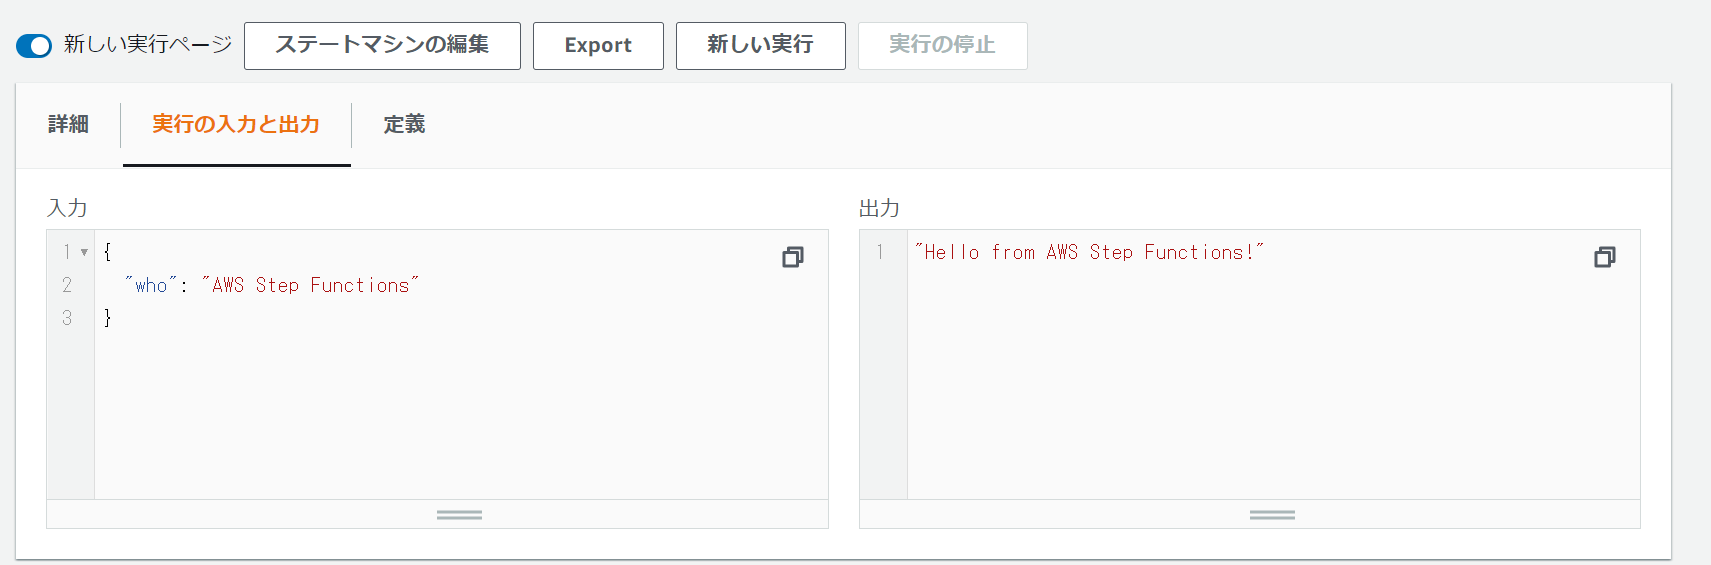 新しい実行ページ ステートマシンの編集 Export 新しい実行 実行の停止
詳細 実行の入力と出力 定義
入力
1 {
2 "who": "AWS Step Functions"
3 }
出力
1 "Hello from AWS Step Functions!"